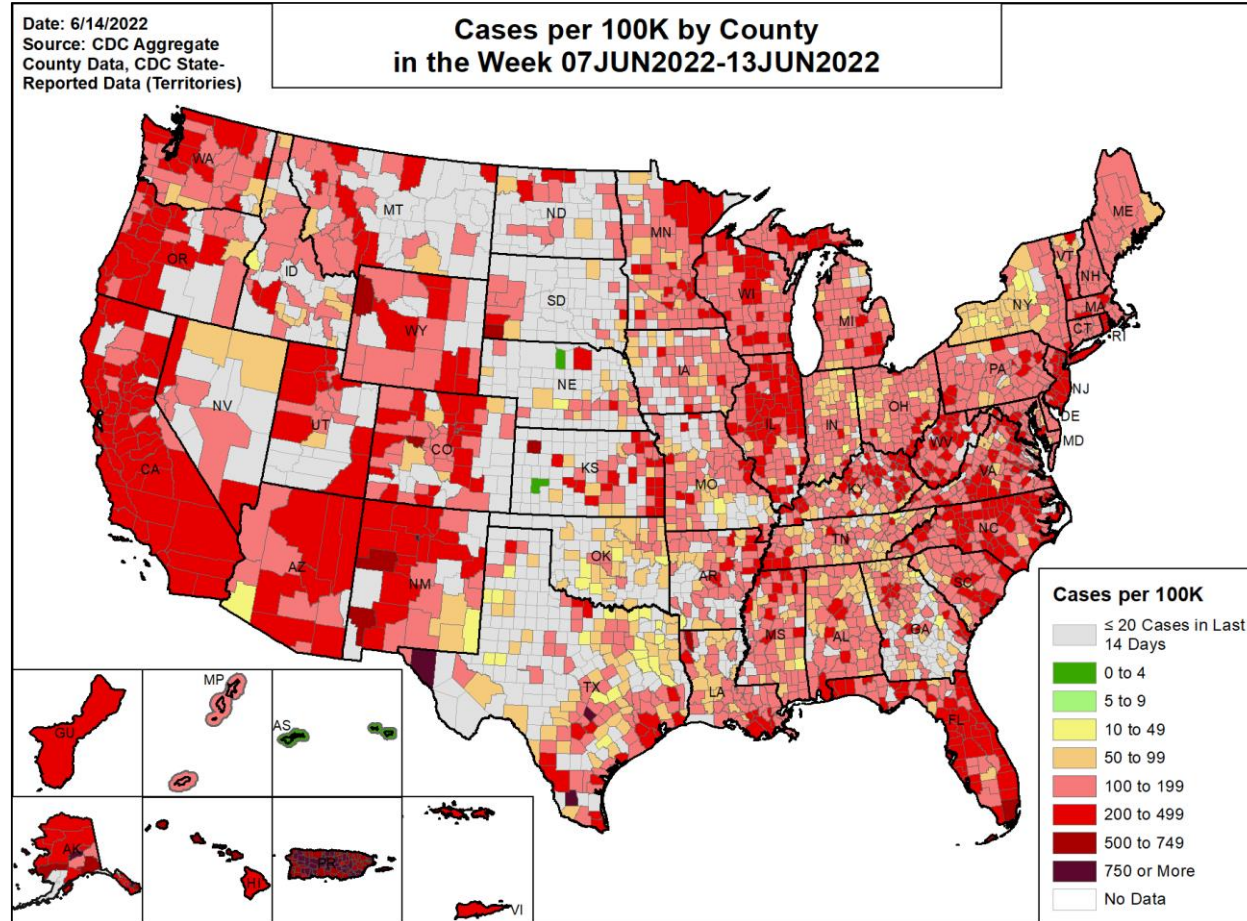 Date: 6/14/2022
Source: CDC Aggregate
County Data, CDC State-
Reported Data (Territories)
Cases per 100K by County
in the Week 07JUN2022-13JUN2022
WA
MT
ND
MN
ME
OR
ID
SD
WI
MI
VT
NH
NY
MA
CT
RI
WY
IA
NE
PA
NJ
NV
UT
CO
IL
IN
OH
DE
MD
WV
VA
CA
KS
MO
KY
NC
TN
AZ
NM
OK
AR
SC
MS
AL
GA
TX
LA
FL
GU
MP
AS
AK
HI
PR
VI
Cases per 100K
≤ 20 Cases in Last
14 Days
0 to 4
5 to 9
10 to 49
50 to 99
100 to 199
200 to 499
500 to 749
750 or More
No Data